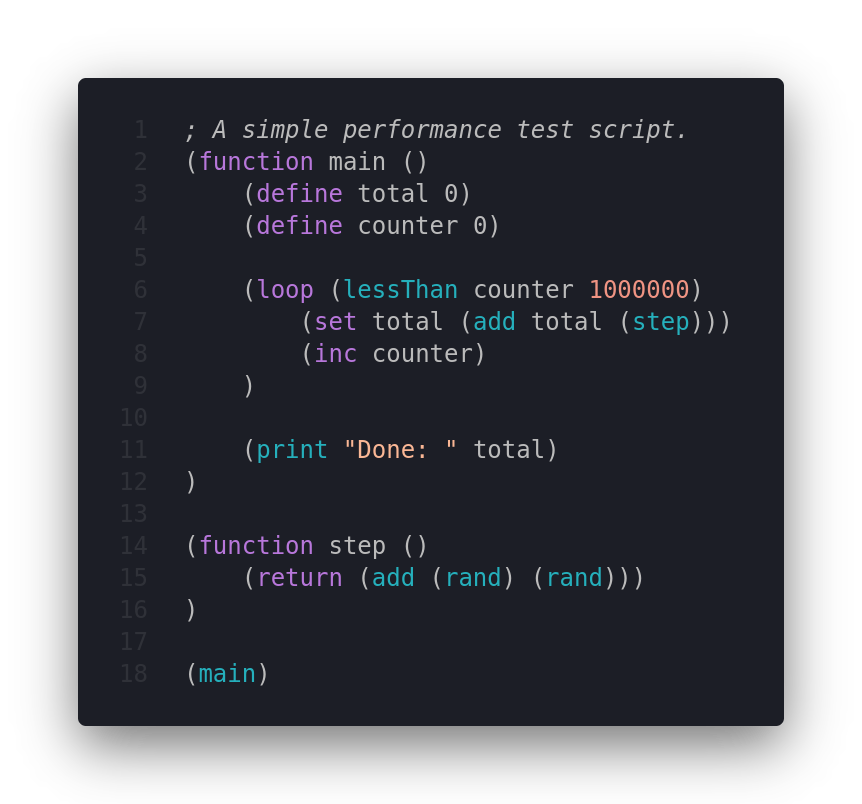 1 ; A simple performance test script.
2 (function main ()
3     (define total 0)
4     (define counter 0)
5
6     (loop (lessThan counter 1000000)
7         (set total (add total (step)))
8         (inc counter)
9     )
10
11     (print "Done: " total)
12 )
13
14 (function step ()
15     (return (add (rand) (rand)))
16 )
17
18 (main)